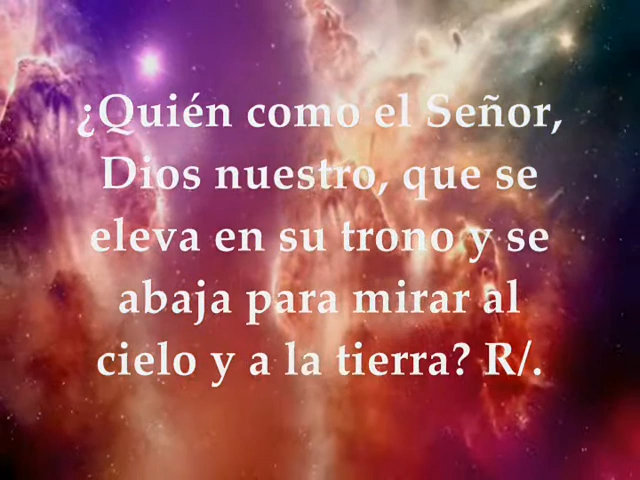 ¿Quién como el Señor,
Dios nuestro, que se
eleva en su trono y se
abaja para mirar al
cielo y a la tierra? R/.